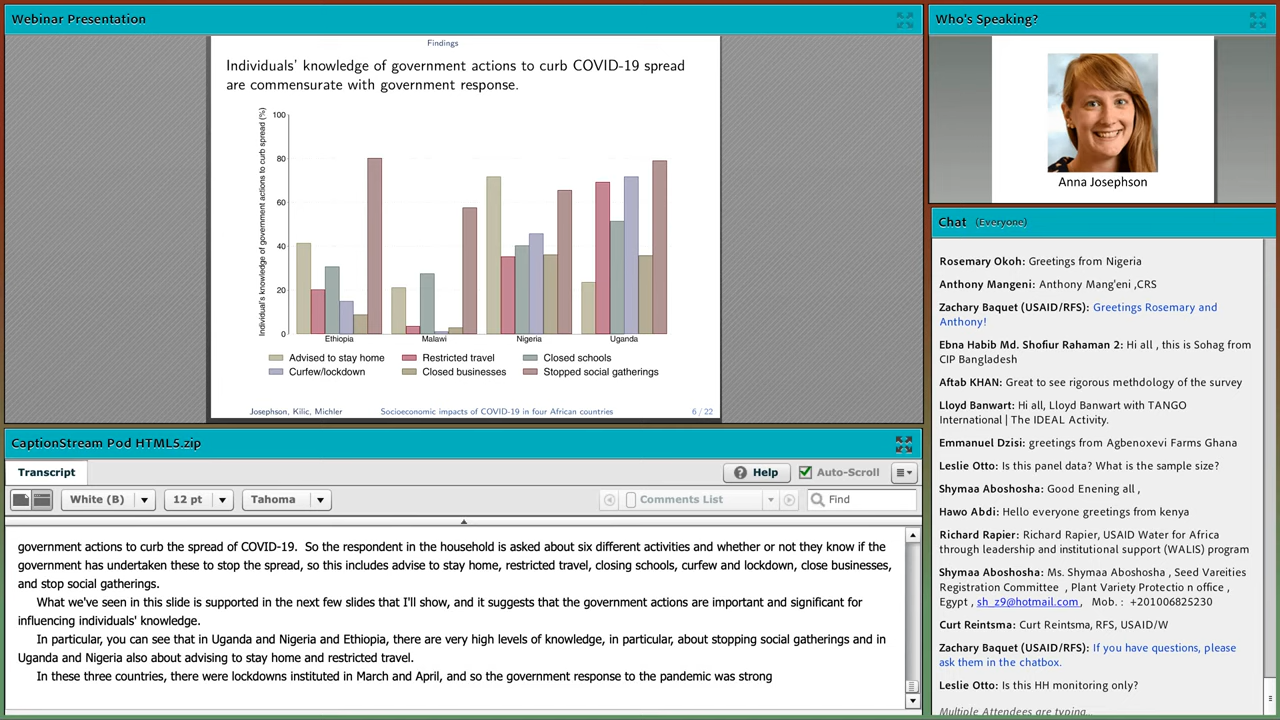 Webinar Presentation
Findings
Individuals' knowledge of government actions to curb COVID-19 spread
are commensurate with government response.
Individual's knowledge of government actions to curb spread (%)
100
80
60
40
20
0
Ethiopia Malawi Nigeria Uganda
Advised to stay home Restricted travel Closed schools
Curfew/lockdown Closed businesses Stopped social gatherings
Josephson, Kilic, Michler Socioeconomic impacts of COVID-19 in four African countries 6 / 22
Who's Speaking?
Anna Josephson
Chat (Everyone)
Rosemary Okoh: Greetings from Nigeria
Anthony Mangeni: Anthony Mang'eni ,CRS
Zachary Baquet (USAID/RFS): Greetings Rosemary and
Anthony!
Ebna Habib Md. Shofiur Rahaman 2: Hi all , this is Sohag from
CIP Bangladesh
Aftab KHAN: Great to see rigorous methdology of the survey
Lloyd Banwart: Hi all, Lloyd Banwart with TANGO
International | The IDEAL Activity.
Emmanuel Dzisi: greetings from Agbenoxevi Farms Ghana
Leslie Otto: Is this panel data? What is the sample size?
Shymaa Aboshosha: Good Enening all ,
Hawo Abdi: Hello everyone greetings from kenya
Richard Rapier: Richard Rapier, USAID Water for Africa
through leadership and institutional support (WALIS) program
Shymaa Aboshosha: Ms. Shymaa Aboshosha , Seed Vareities
Registration Committee , Plant Variety Protectio n office ,
Egypt , sh_z9@hotmail.com , Mob. : +201006825230
Curt Reintsma: Curt Reintsma, RFS, USAID/W
Zachary Baquet (USAID/RFS): If you have questions, please
ask them in the chatbox.
Leslie Otto: Is this HH monitoring only?
Multiple Attendees are typing
CaptionStream Pod HTML5.zip
Transcript
Help Auto-Scroll
White (B) 12 pt Tahoma Comments List Find
government actions to curb the spread of COVID-19. So the respondent in the household is asked about six different activities and whether or not they know if the
government has undertaken these to stop the spread, so this includes advise to stay home, restricted travel, closing schools, curfew and lockdown, close businesses,
and stop social gatherings.
What we've seen in this slide is supported in the next few slides that I'll show, and it suggests that the government actions are important and significant for
influencing individuals' knowledge.
In particular, you can see that in Uganda and Nigeria and Ethiopia, there are very high levels of knowledge, in particular, about stopping social gatherings and in
Uganda and Nigeria also about advising to stay home and restricted travel.
In these three countries, there were lockdowns instituted in March and April, and so the government response to the pandemic was strong